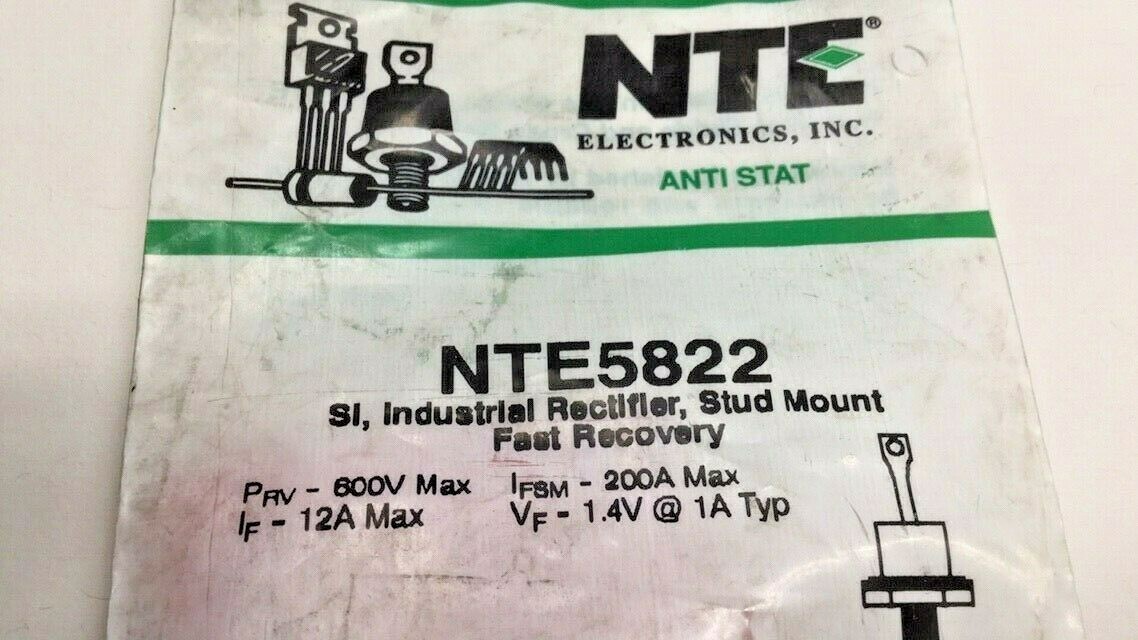 NTE®
ELECTRONICS, INC.
ANTI STAT
NTE5822
SI, Industrial Rectifier, Stud Mount
Fast Recovery
PRV - 600V Max IFSM - 200A Max
IF - 12A Max VF - 1.4V @ 1A Typ